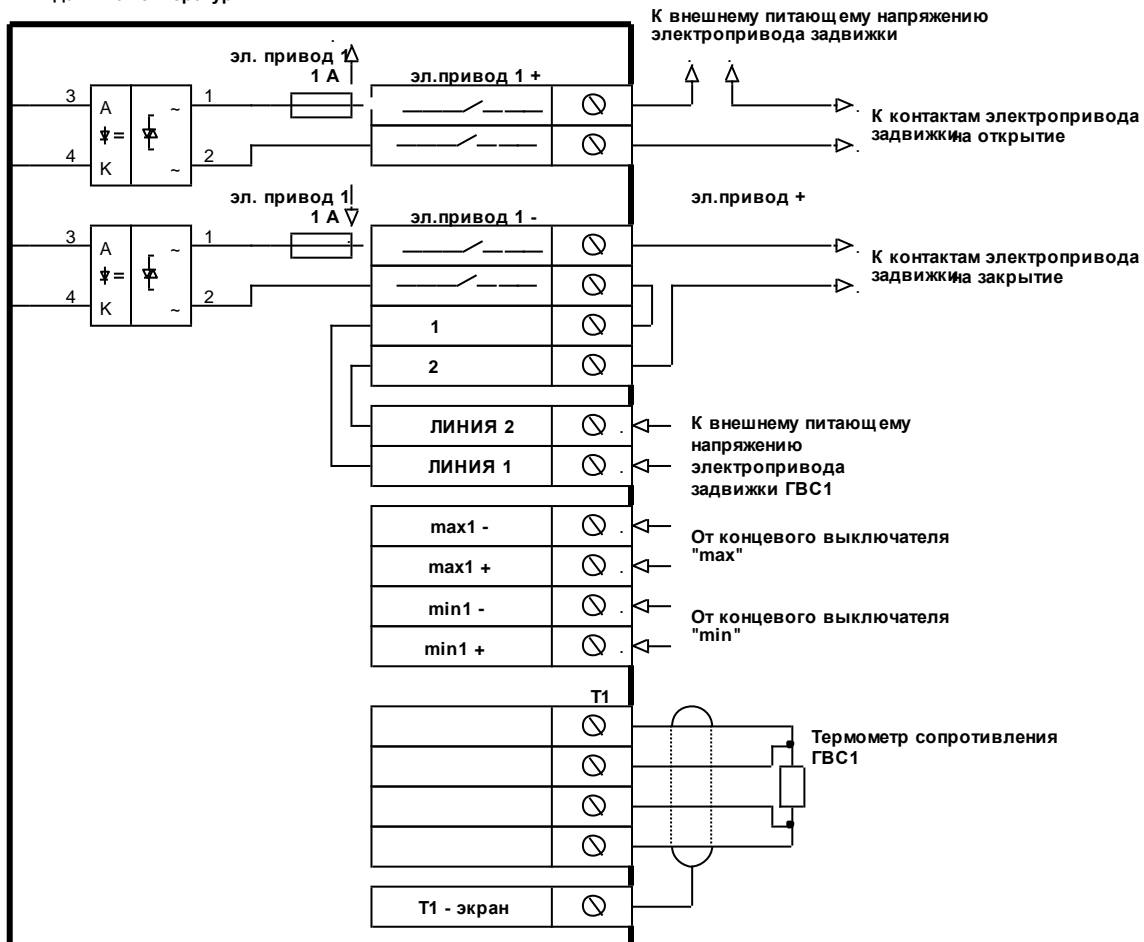 К внешнему питающему напряжению
электропривода задвижки
эл. привод 1
1 А
эл.привод 1 +
3
А
~
1
=
4
К
~
2
К контактам электропривода
задвижки на открытие
эл. привод 1
1 А
эл.привод 1 -
эл.привод +
3
А
~
1
=
4
К
~
2
К контактам электропривода
задвижки на закрытие
1
2
ЛИНИЯ 2
ЛИНИЯ 1
К внешнему питающему
напряжению
электропривода
задвижки ГВС1
max1 -
max1 +
От концевого выключателя
"max"
min1 -
min1 +
От концевого выключателя
"min"
Т1
Термометр сопротивления
ГВС1
Т1 - экран